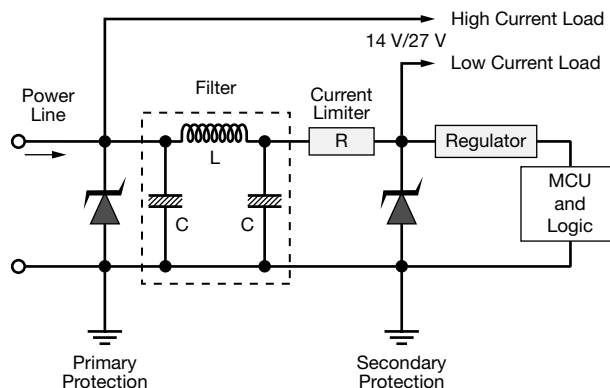 High Current Load
14 V/27 V
Low Current Load
Power
Line
Filter
Current
Limiter
L
R
Regulator
MCU
and
Logic
C
C
Primary
Protection
Secondary
Protection